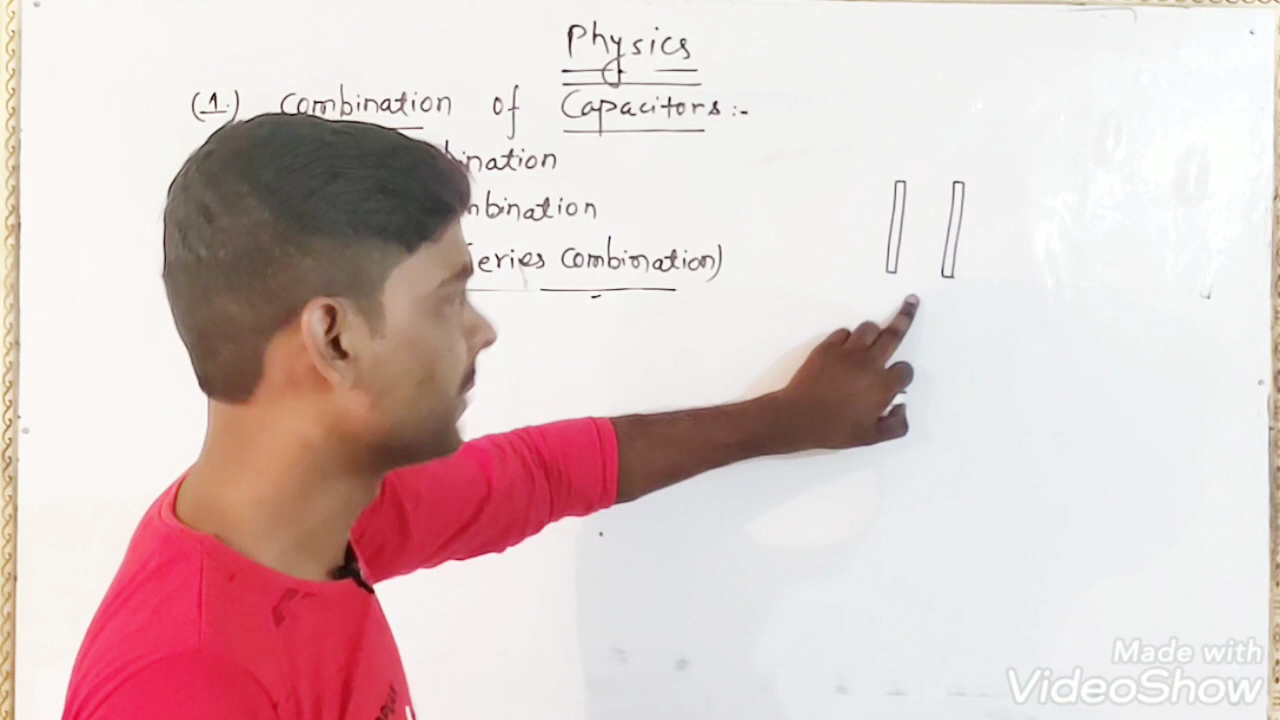 Physics
(1.) Combination of Capacitors:-
bination
mbination
eries Combination)
Made with
VideoShow